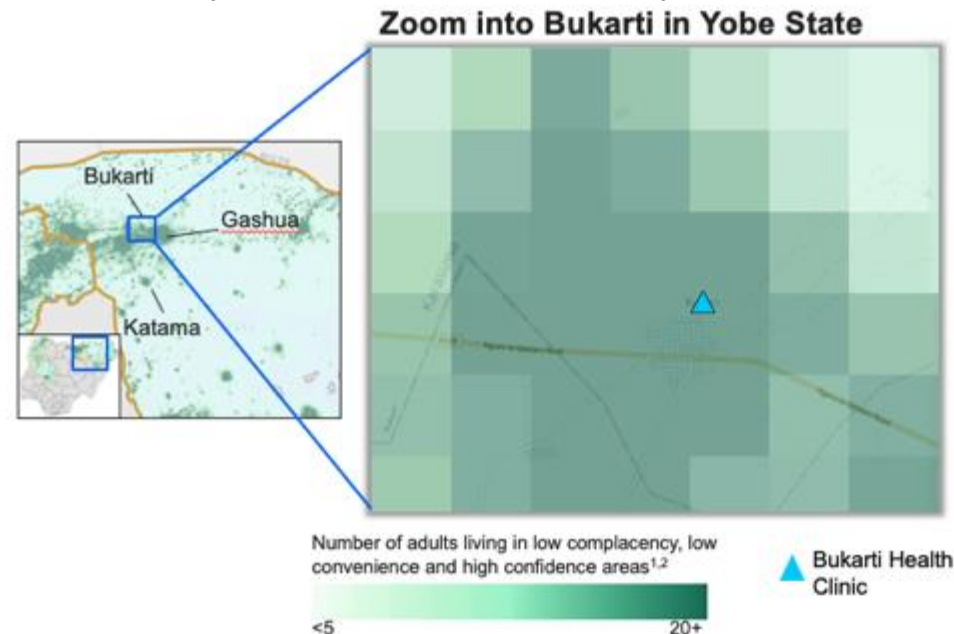 Zoom into Bukarti in Yobe State
Bukarti
Gashua
Katama
Number of adults living in low complacency, low
convenience and high confidence areas1,2
<5
20+
Bukarti Health
Clinic